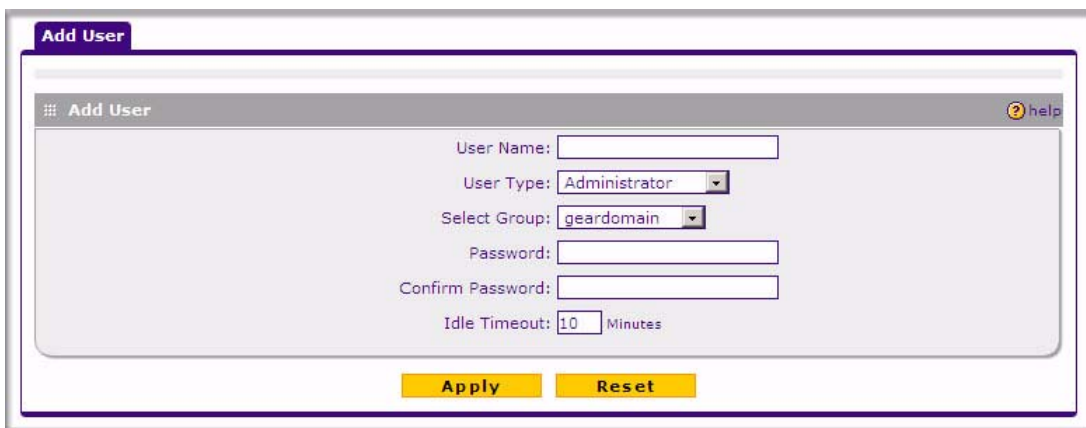 Add User
Add User
help
User Name:
User Type: Administrator
Select Group: geardomain
Password:
Confirm Password:
Idle Timeout: 10 Minutes
Apply Reset